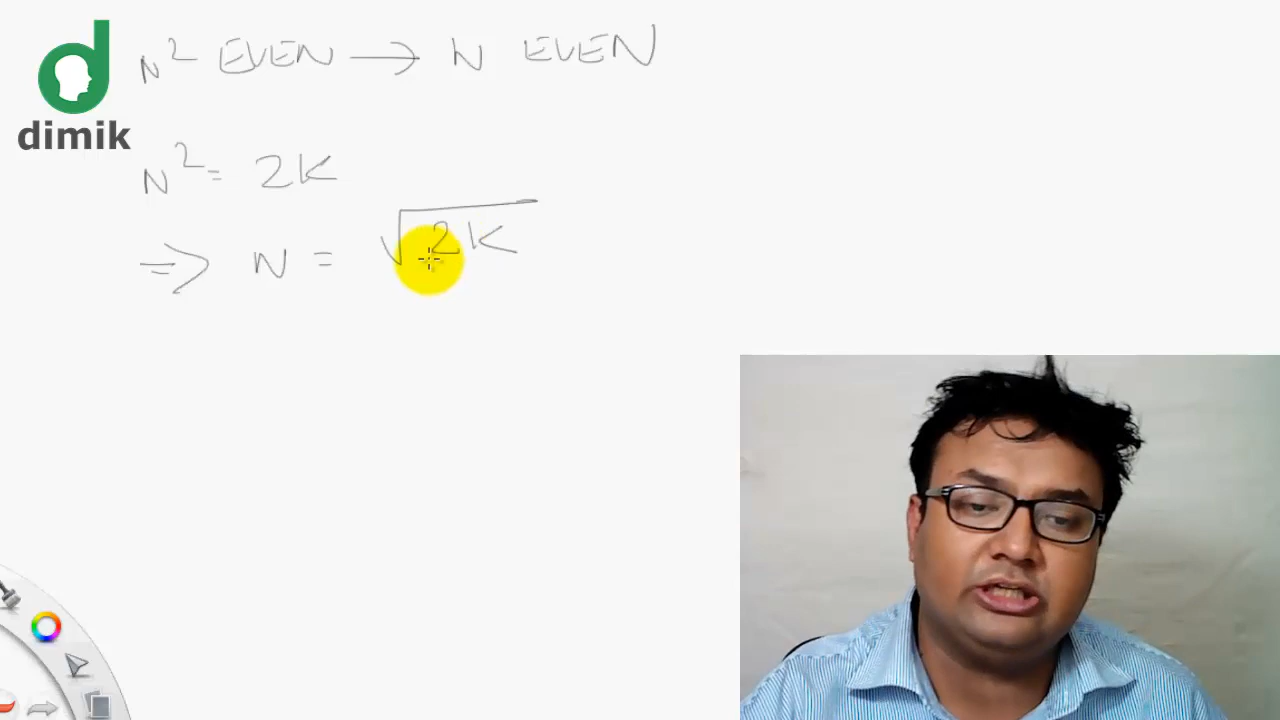 dimik
N² EVEN → N EVEN
N² = 2K
⇒ N = √2K